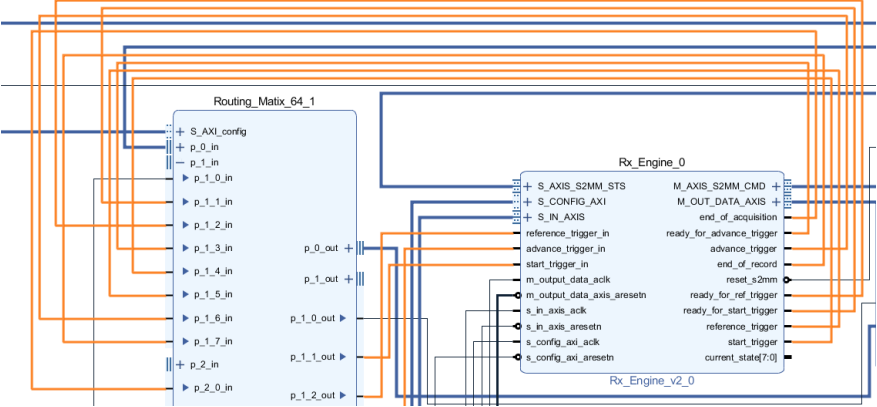 Routing_Matix_64_1
S_AXI_config
p_0_in
p_1_in
p_1_0_in
p_1_1_in
p_1_2_in
p_1_3_in
p_1_4_in
p_1_5_in
p_1_6_in
p_1_7_in
p_2_in
p_2_0_in
p_0_out
p_1_out
p_1_0_out
p_1_1_out
p_1_2_out
Rx_Engine_0
S_AXIS_S2MM_STS
S_CONFIG_AXI
S_IN_AXIS
reference_trigger_in
advance_trigger_in
start_trigger_in
m_output_data_aclk
m_output_data_axis_aresetn
s_in_axis_aclk
s_in_axis_aresetn
s_config_axi_aclk
s_config_axi_aresetn
M_AXIS_S2MM_CMD
M_OUT_DATA_AXIS
end_of_acquisition
ready_for_advance_trigger
advance_trigger
end_of_record
reset_s2mm
ready_for_ref_trigger
ready_for_start_trigger
reference_trigger
start_trigger
current_state[7:0]
Rx_Engine_v2_0